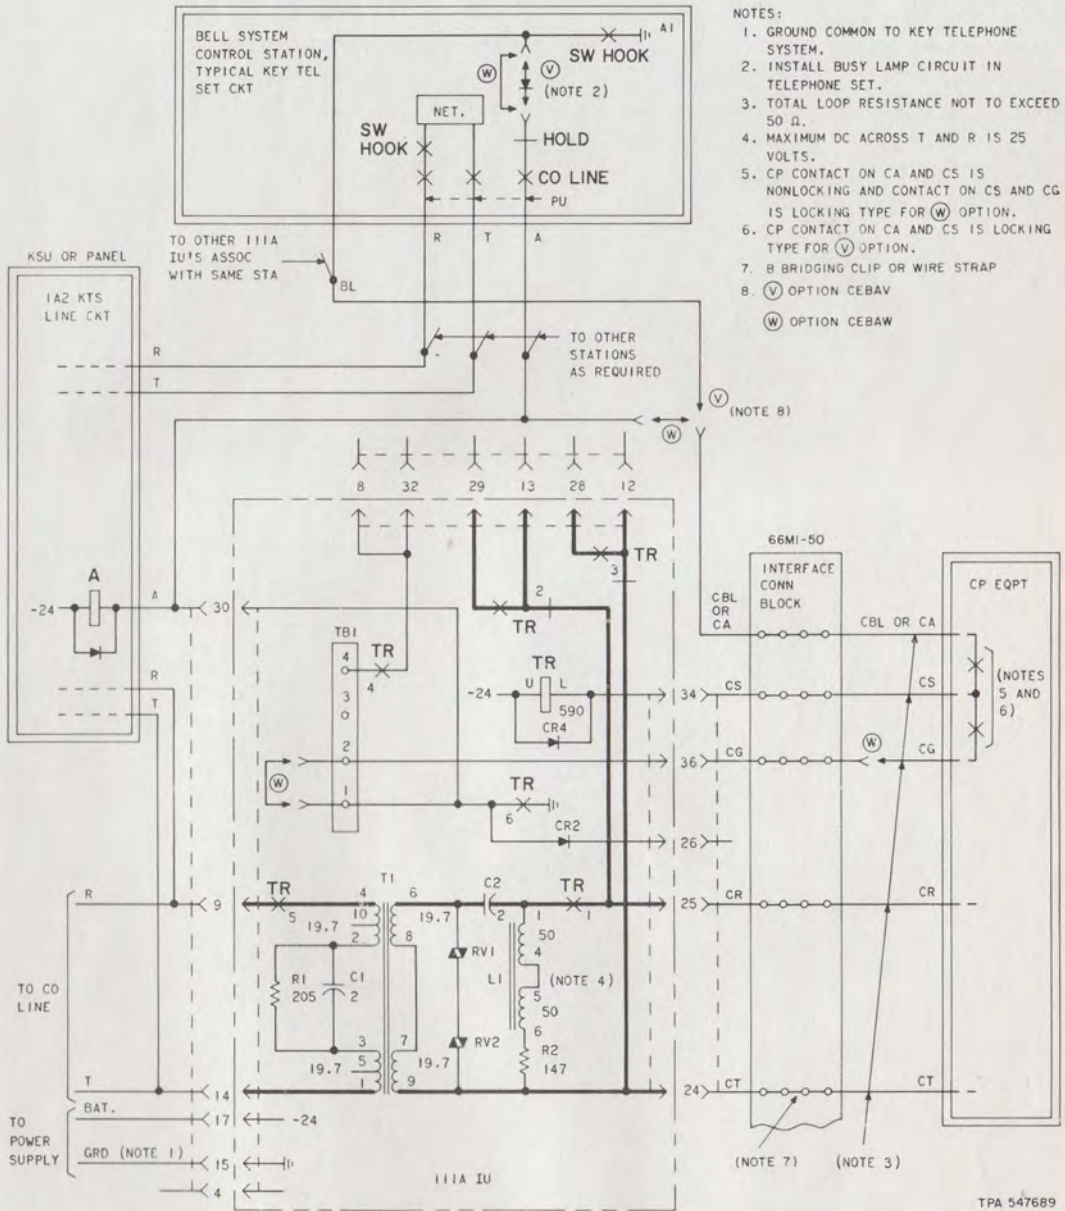 BELL SYSTEM
CONTROL STATION,
TYPICAL KEY TEL
SET CKT
A1
SW HOOK
W
V
(NOTE 2)
NET.
SW
HOOK
HOLD
CO LINE
PU
R T A
NOTES:
1. GROUND COMMON TO KEY TELEPHONE
SYSTEM.
2. INSTALL BUSY LAMP CIRCUIT IN
TELEPHONE SET.
3. TOTAL LOOP RESISTANCE NOT TO EXCEED
50 Ω.
4. MAXIMUM DC ACROSS T AND R IS 25
VOLTS.
5. CP CONTACT ON CA AND CS IS
NONLOCKING AND CONTACT ON CS AND CG
IS LOCKING TYPE FOR W OPTION.
6. CP CONTACT ON CA AND CS IS LOCKING
TYPE FOR V OPTION.
7. B BRIDGING CLIP OR WIRE STRAP
8. V OPTION CEBAV
W OPTION CEBAW
TO OTHER 111A
IU'S ASSOC
WITH SAME STA
BL
KSU OR PANEL
1A2 KTS
LINE CKT
R
T
TO OTHER
STATIONS
AS REQUIRED
V
(NOTE 8)
W
8 32 29 13 28 12
TR
3
2
TR
66M1-50
INTERFACE
CONN
BLOCK
CP EQPT
A
-24
A
30
TB1
4
3
2
1
TR
4
TR
-24
U L
590
CR4
CBL
OR
CA
CBL OR CA
34
CS
CS
(NOTES
5 AND
6)
R
T
W
36
CG
W
CG
TR
6
CR2
26
R
9
TR
5
T1
4
10
2
19.7
6
8
19.7
C2
2
TR
1
25
CR
CR
RV1
1
50
4
L1
(NOTE 4)
5
50
6
R1
205
C1
2
3
5
1
19.7
7
9
19.7
RV2
R2
147
TO CO
LINE
T
14
24
CT
CT
BAT.
17
-24
TO
POWER
SUPPLY
GRD (NOTE 1)
15
4
111A IU
(NOTE 7)
(NOTE 3)
TPA 547689